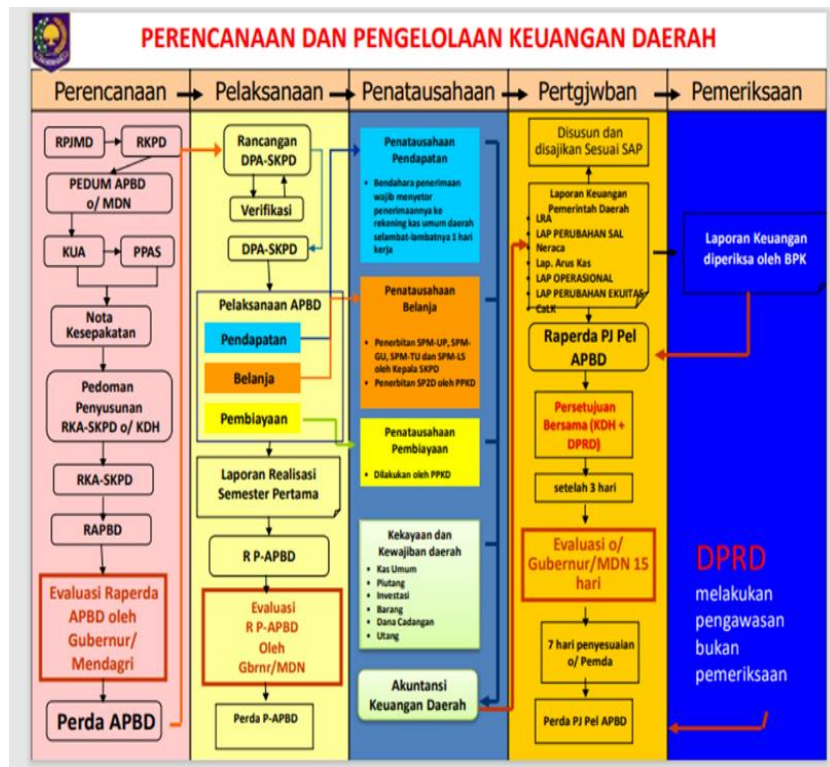 PERENCANAAN DAN PENGELOLAAN KEUANGAN DAERAH
Perencanaan
Pelaksanaan
Penatausahaan
Pertgjwban
Pemeriksaan
RPJMD
RKPD
PEDUM APBD
o/ MDN
KUA
PPAS
Nota
Kesepakatan
Pedoman
Penyusunan
RKA-SKPD o/ KDH
RKA-SKPD
RAPBD
Evaluasi Raperda
APBD oleh
Gubernur/
Mendagri
Perda APBD
Rancangan
DPA-SKPD
Verifikasi
DPA-SKPD
Pelaksanaan APBD
Pendapatan
Belanja
Pembiayaan
Laporan Realisasi
Semester Pertama
R P-APBD
Evaluasi
R P-APBD
Oleh
Gbrnr/MDN
Perda P-APBD
Penatausahaan
Pendapatan
• Bendahara penerimaan
wajib menyetor
penerimaannya ke
rekening kas umum daerah
selambat-lambatnya 1 hari
kerja
Penatausahaan
Belanja
• Penerbitan SPM-UP, SPM-
GU, SPM-TU dan SPM-LS
oleh Kepala SKPD
• Penerbitan SP2D oleh PPKD
Penatausahaan
Pembiayaan
• Dilakukan oleh PPKD
Kekayaan dan
Kewajiban daerah
• Kas Umum
• Piutang
• Investasi
• Barang
• Dana Cadangan
• Utang
Akuntansi
Keuangan Daerah
Disusun dan
disajikan Sesuai SAP
Laporan Keuangan
Pemerintah Daerah
• LRA
• LAP PERUBAHAN SAL
• Neraca
• Lap. Arus Kas
• LAP OPERASIONAL
• LAP PERUBAHAN EKUITAS
• CaLK
Raperda PJ Pel
APBD
Persetujuan
Bersama (KDH +
DPRD)
setelah 3 hari
Evaluasi o/
Gubernur/MDN 15
hari
7 hari penyesuaian
o/ Pemda
Perda PJ Pel APBD
Laporan Keuangan
diperiksa oleh BPK
DPRD
melakukan
pengawasan
bukan
pemeriksaan